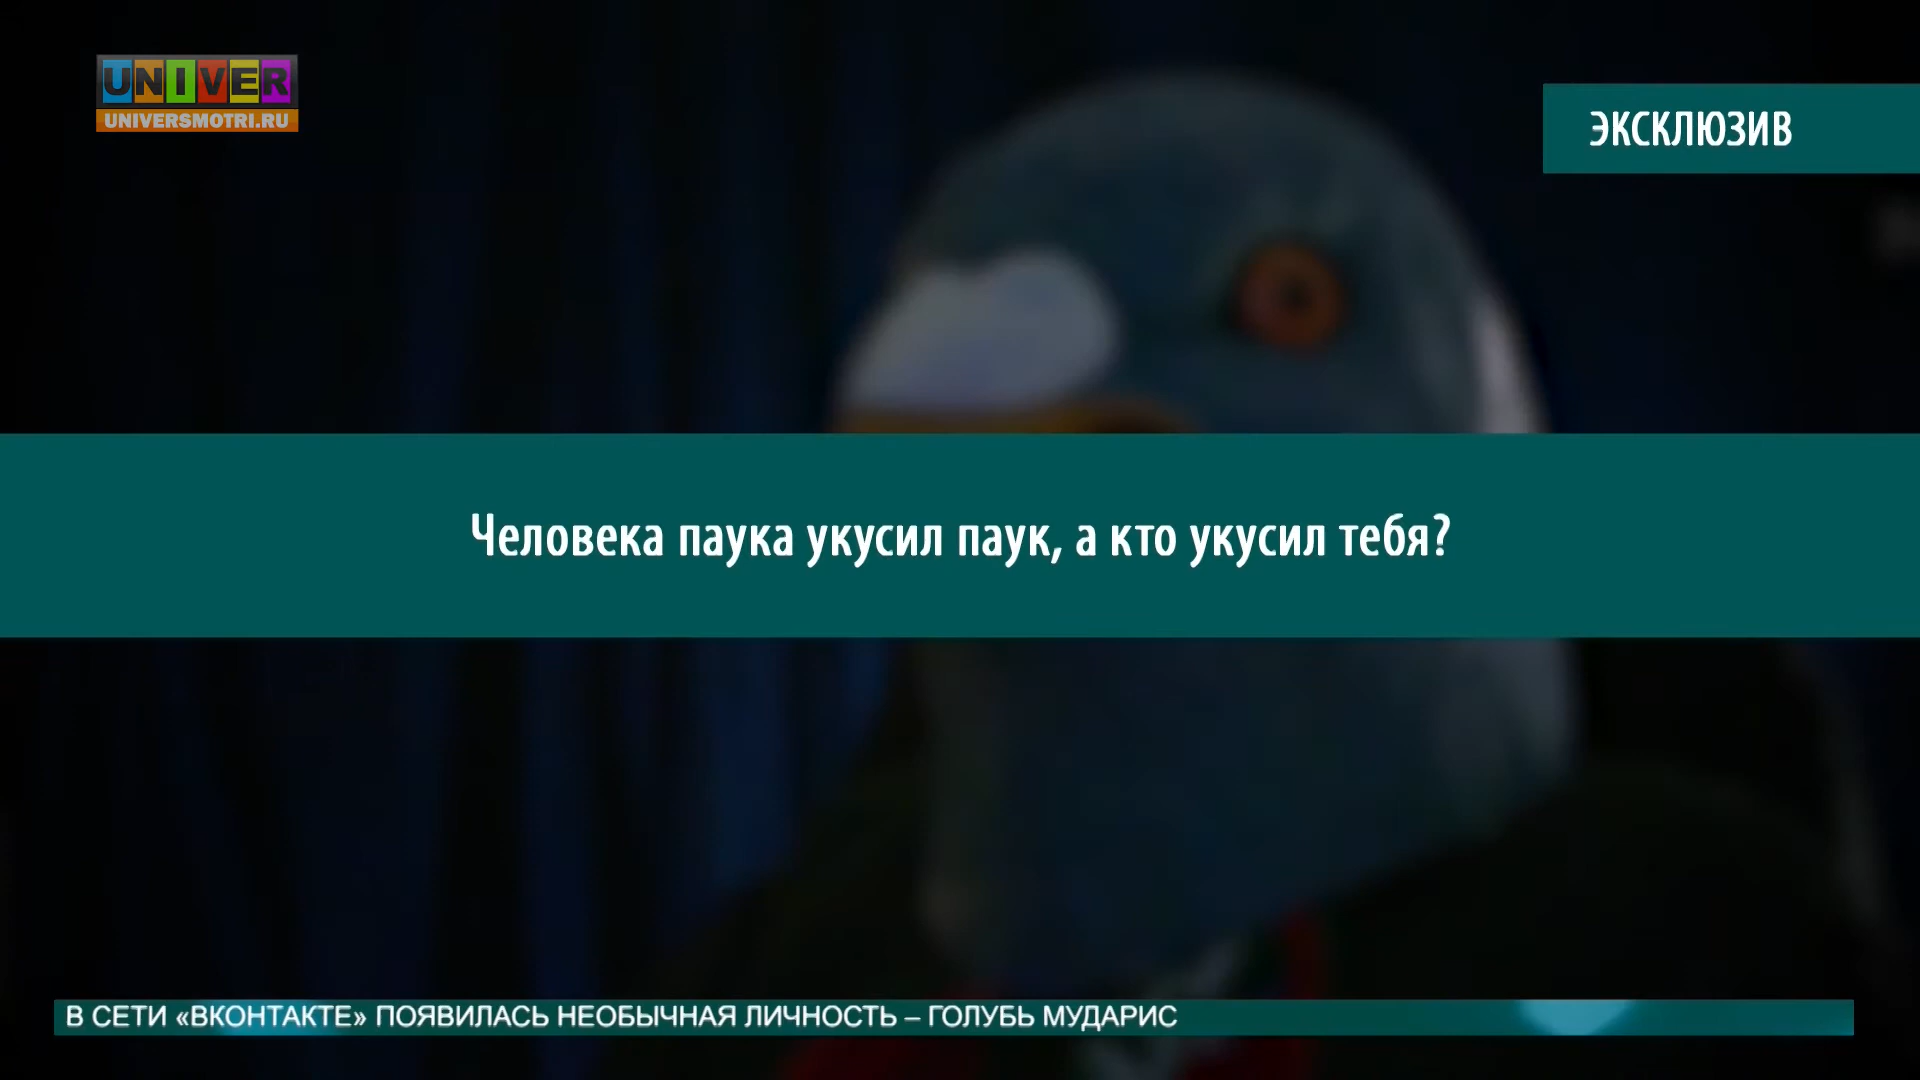 UNIVER
UNIVERSMOTRI.RU
ЭКСКЛЮЗИВ
Человека паука укусил паук, а кто укусил тебя?
В СЕТИ «ВКОНТАКТЕ» ПОЯВИЛАСЬ НЕОБЫЧНАЯ ЛИЧНОСТЬ – ГОЛУБЬ МУДАРИС